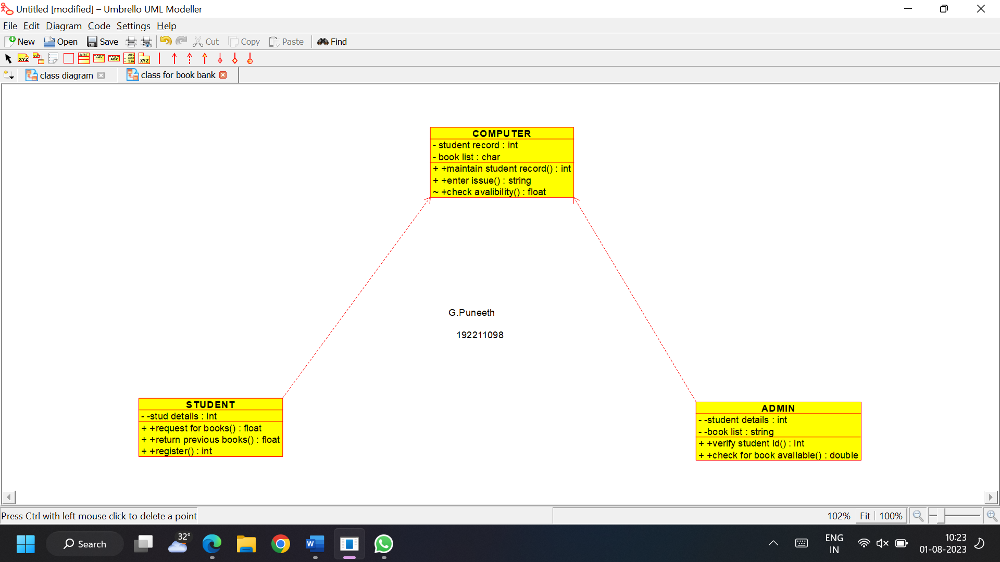 Untitled [modified] – Umbrello UML Modeller
File Edit Diagram Code Settings Help
New Open Save Cut Copy Paste Find
class diagram class for book bank
COMPUTER
- student record : int
- book list : char
+ +maintain student record() : int
+ +enter issue() : string
~ +check avalibility() : float
G.Puneeth
192211098
STUDENT
- -stud details : int
+ +request for books() : float
+ +return previous books() : float
+ +register() : int
ADMIN
- -student details : int
- -book list : string
+ +verify student id() : int
+ +check for book avaliable() : double
Press Ctrl with left mouse click to delete a point
102% Fit 100%
Search
32°
ENG
IN
10:23
01-08-2023